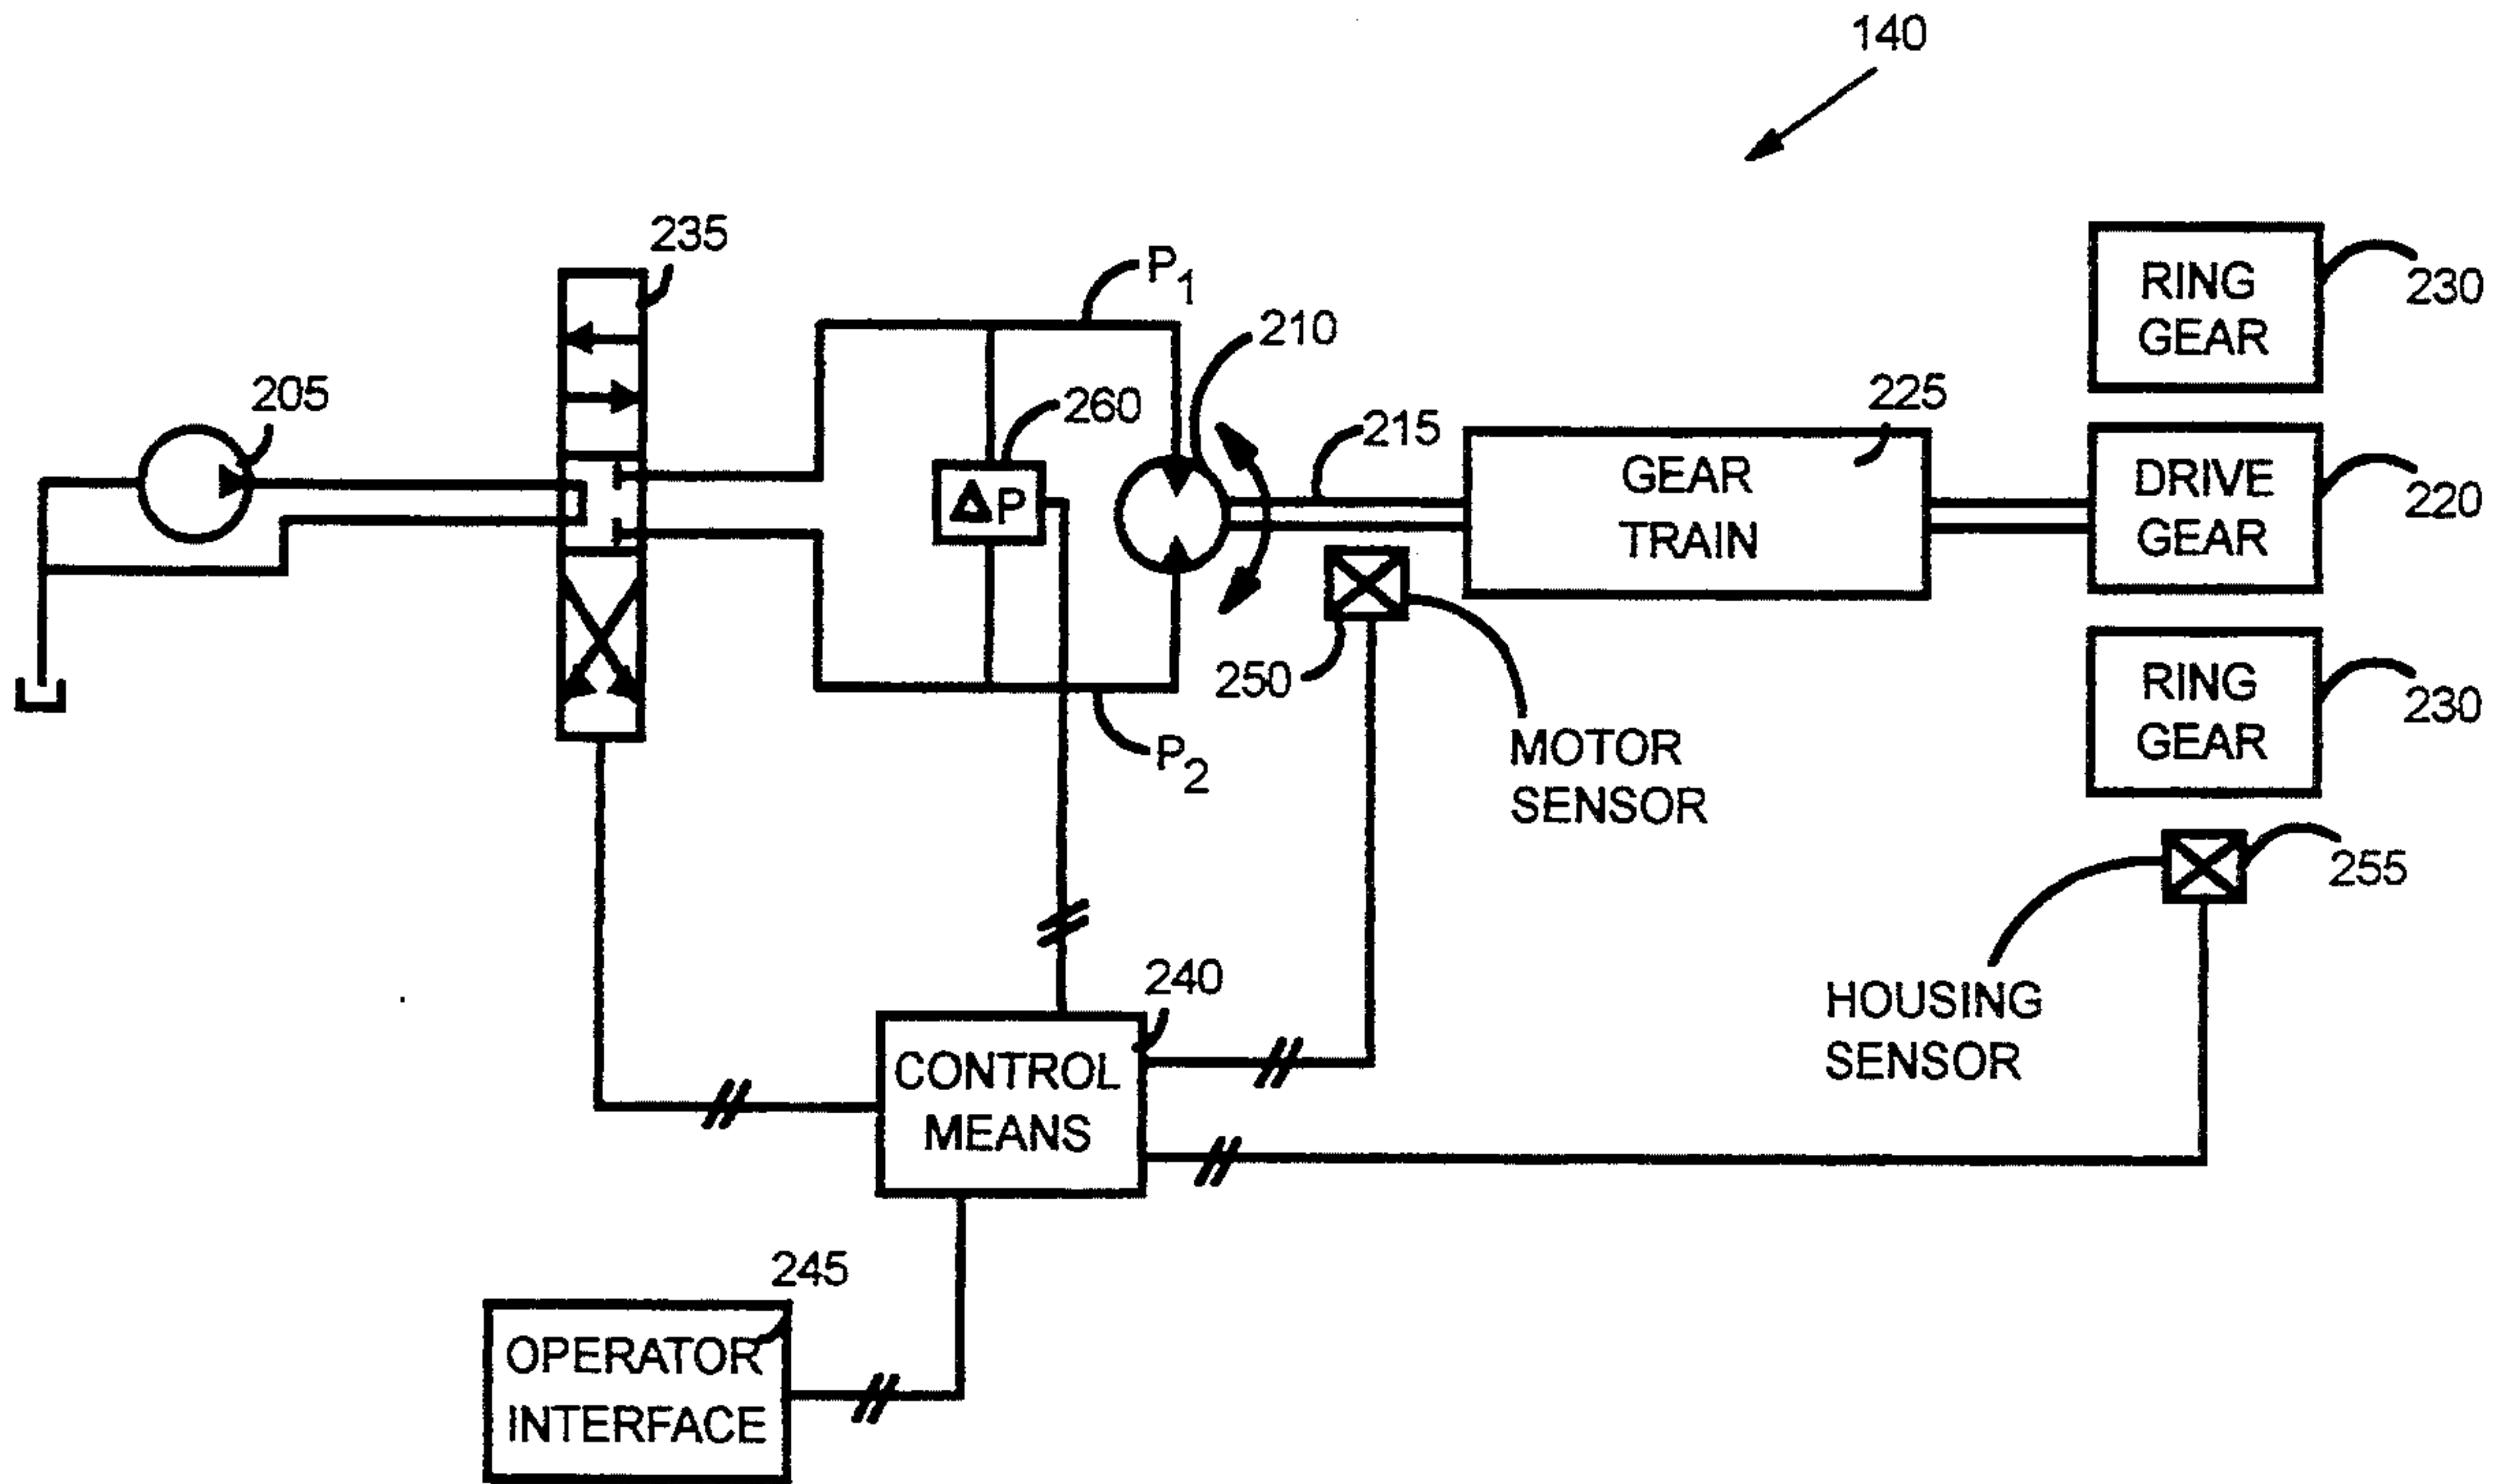 140
235
P1
RING
GEAR
230
210
205
260
215
225
ΔP
GEAR
TRAIN
DRIVE
GEAR
220
250
RING
GEAR
230
P2
MOTOR
SENSOR
255
240
HOUSING
SENSOR
CONTROL
MEANS
245
OPERATOR
INTERFACE